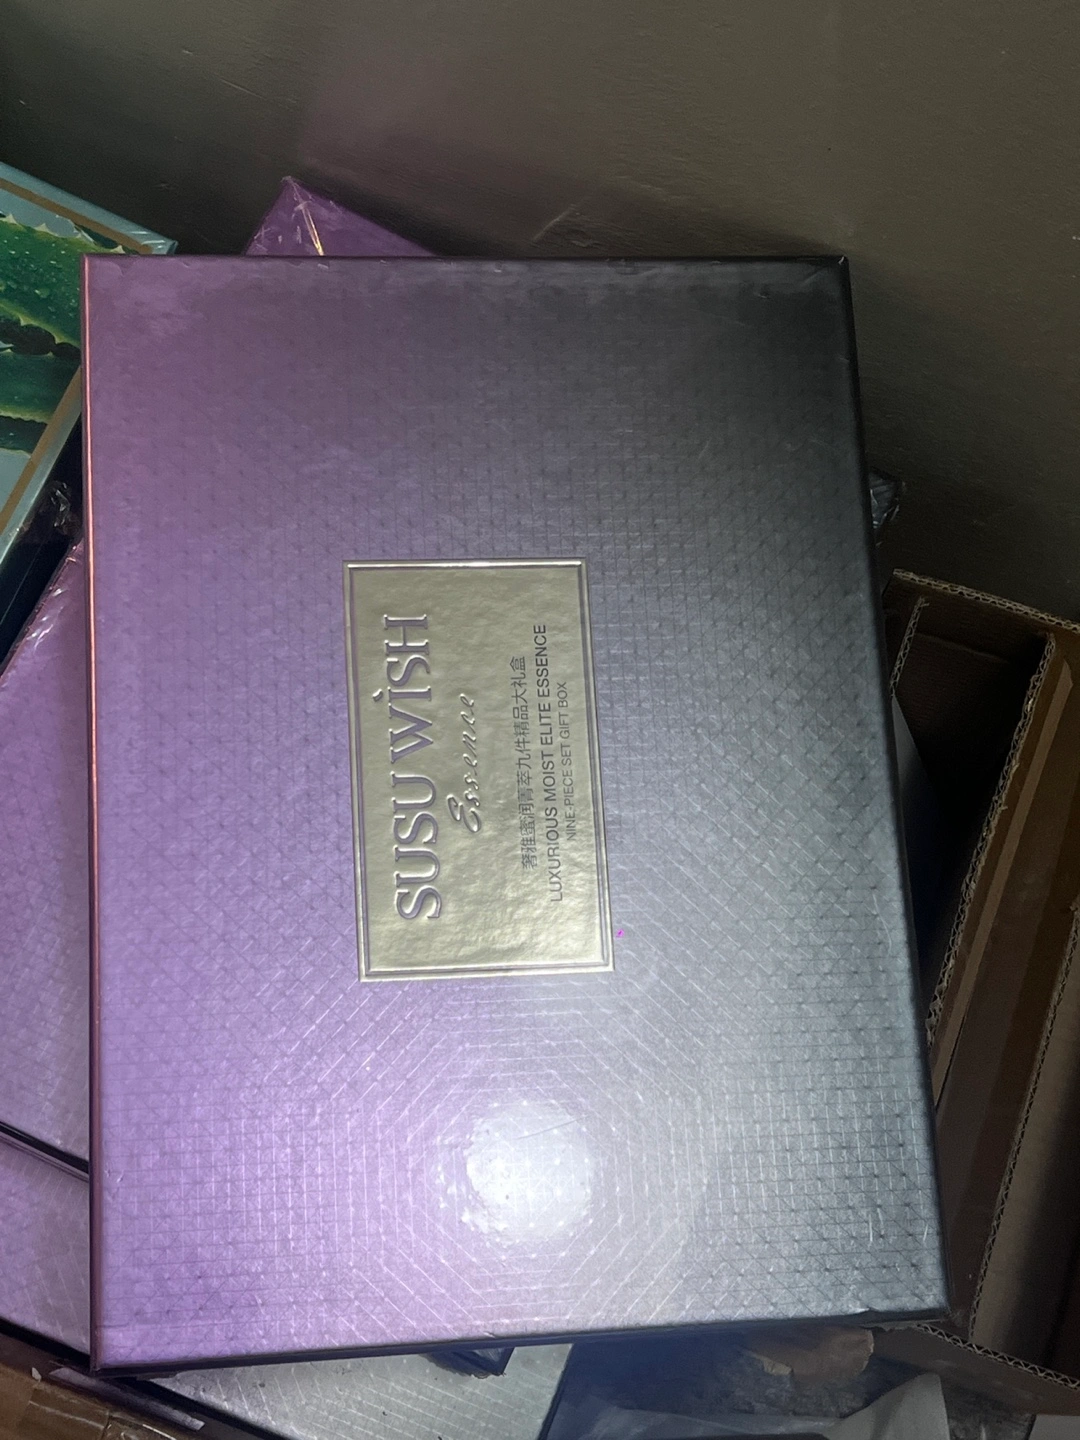 SUSU WISH
Essence
奢雅蜜润菁萃九件精品大礼盒
LUXURIOUS MOIST ELITE ESSENCE
NINE-PIECE SET GIFT BOX